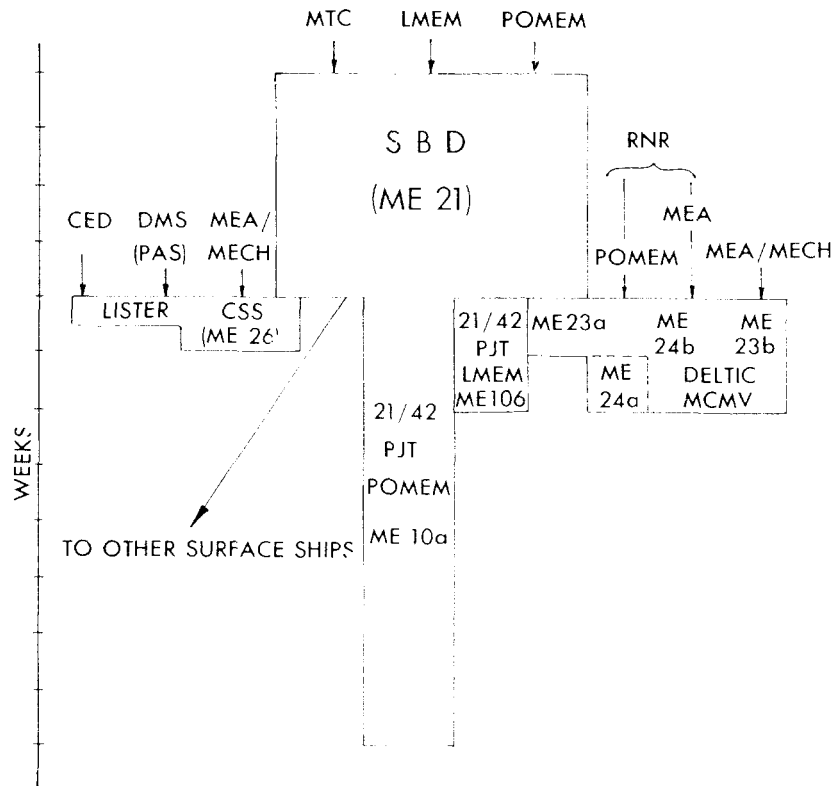 MTC LMEM POMEM
S B D
(ME 21)
RNR
MEA
POMEM
MEA/MECH
CED
DMS
(PAS)
MEA/
MECH
LISTER
CSS
(ME 26)
21/42
PJT
LMEM
ME106
ME23a
ME
24b
ME
23b
ME
24a
DELTIC
MCMV
21/42
PJT
POMEM
ME 10a
TO OTHER SURFACE SHIPS
WEEKS